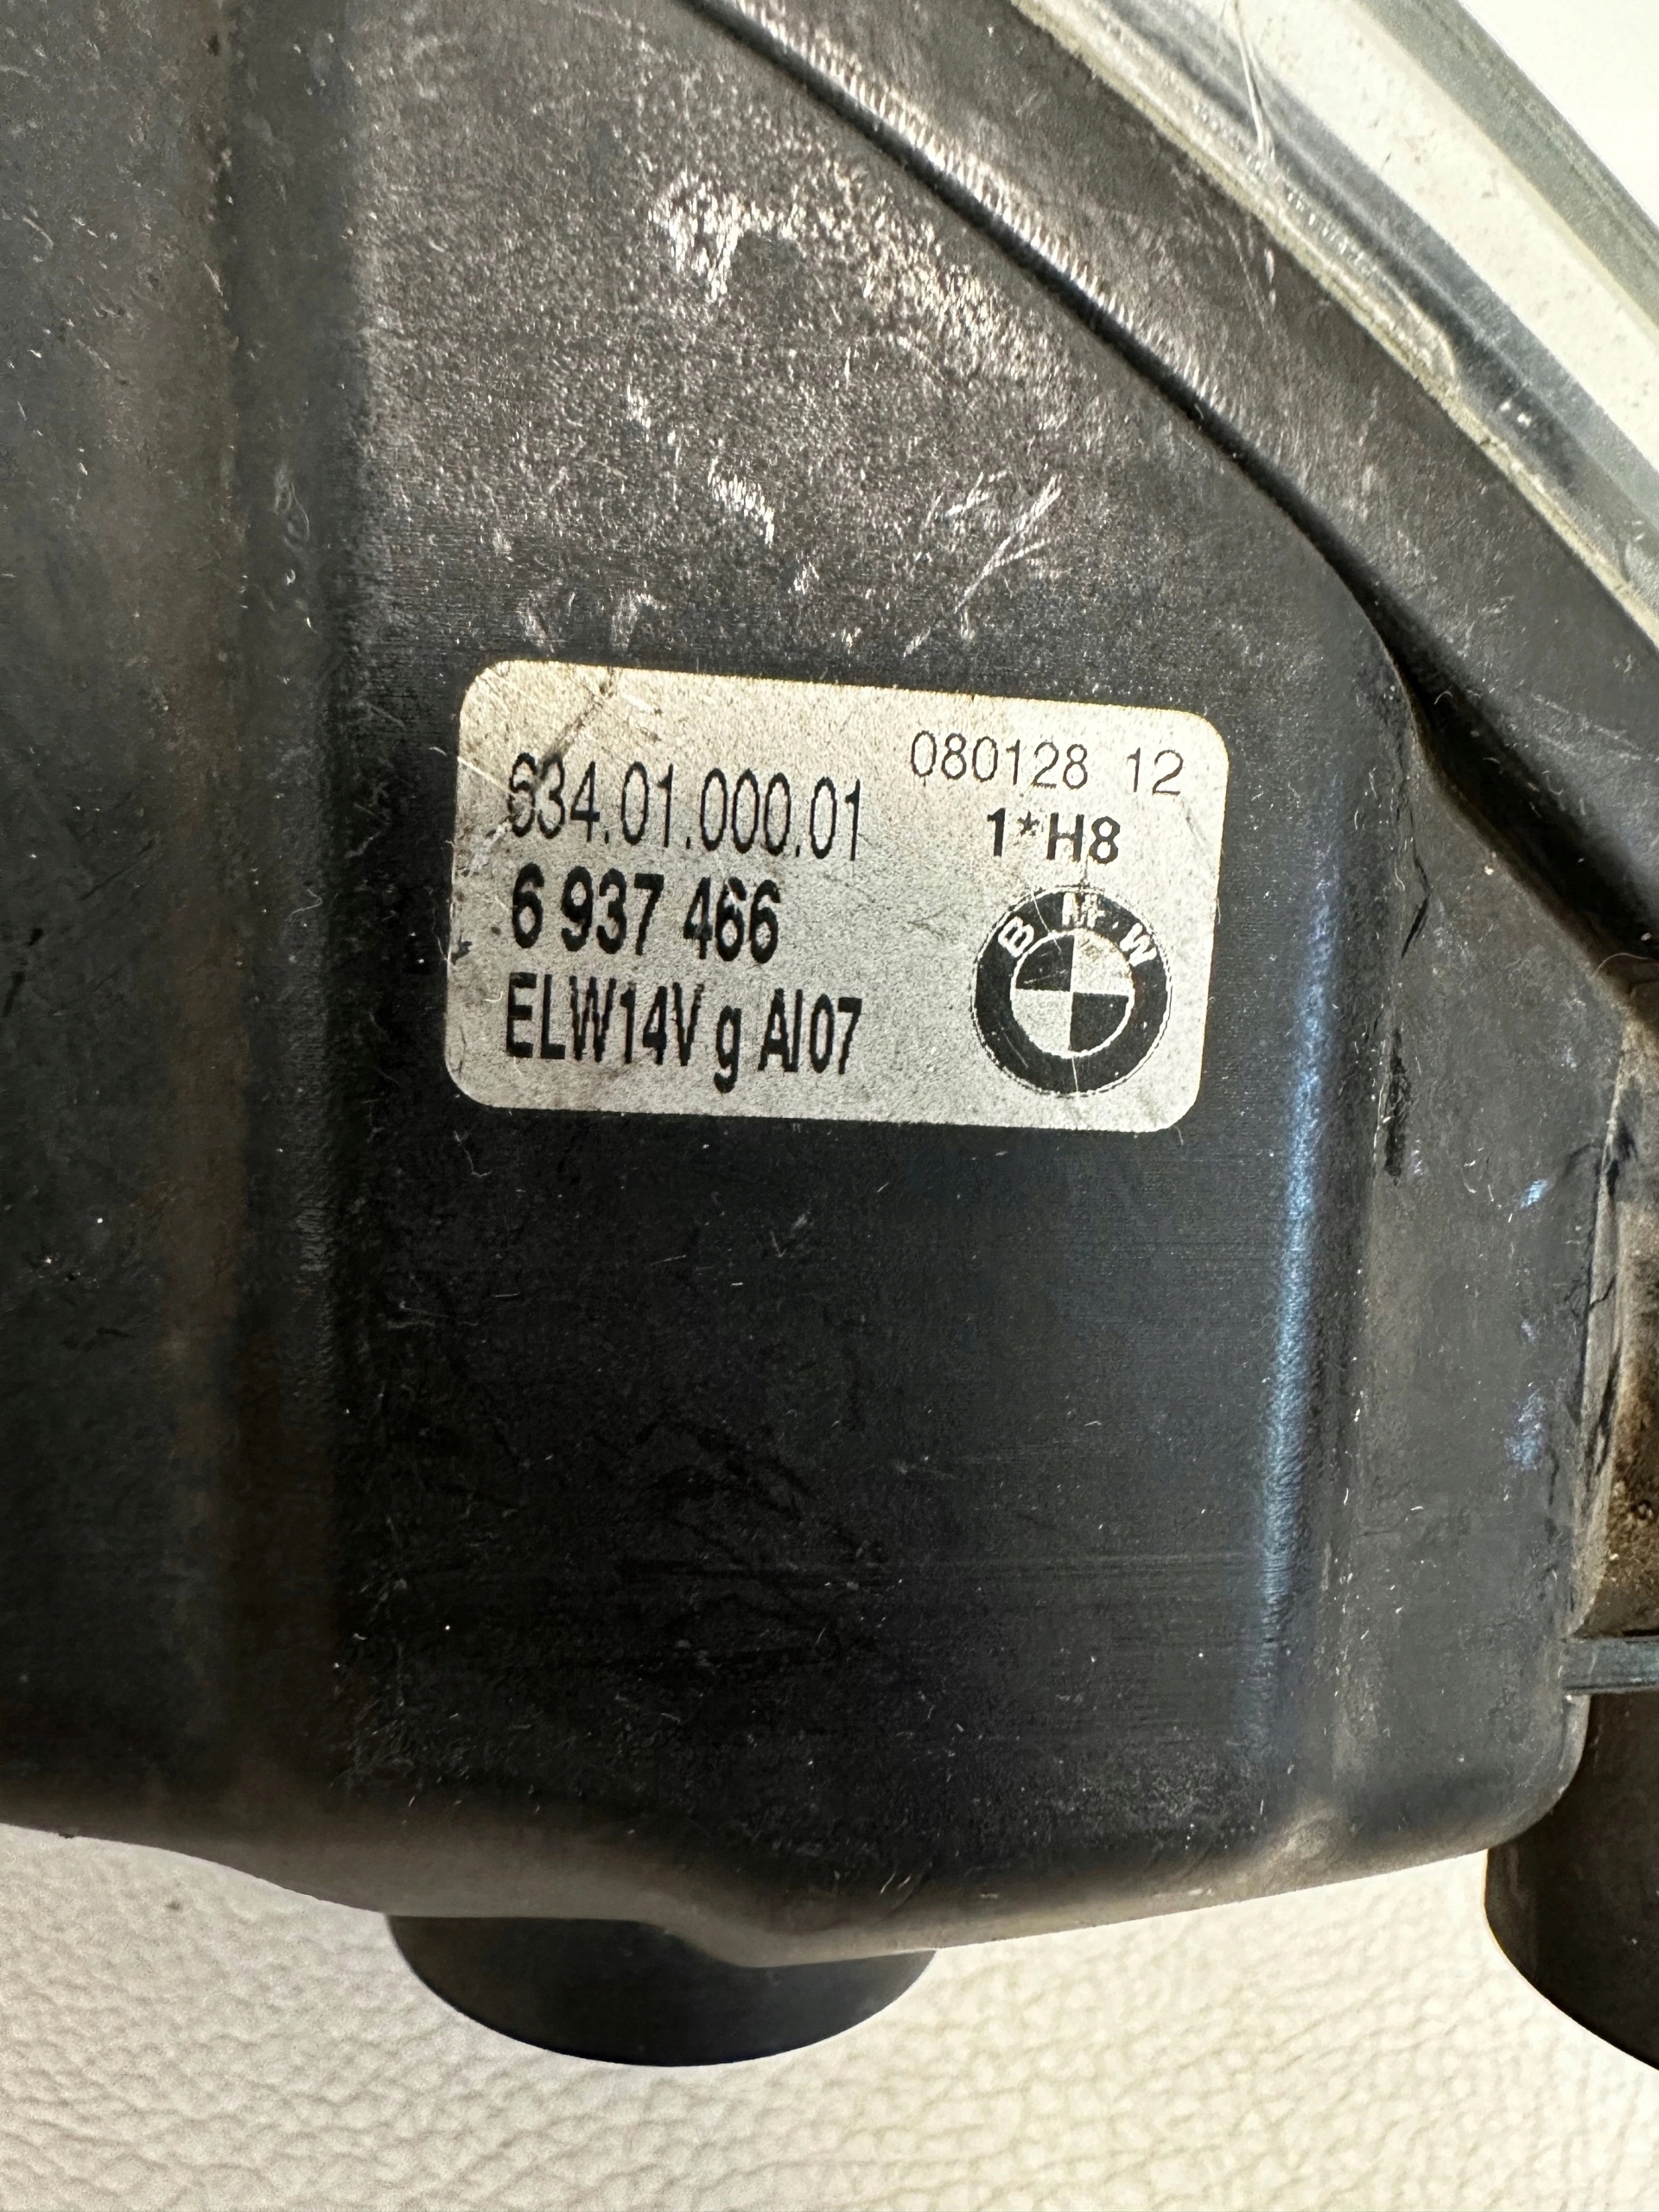 080128 12
634.01.000.01
1*H8
6 937 466
BMW
ELW14V g AI07